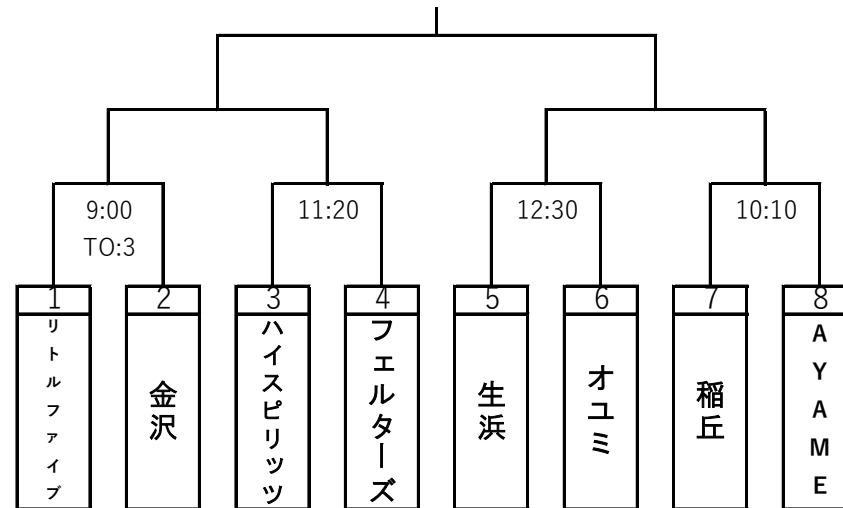 9:00
TO:3
11:20
12:30
10:10
1
2
3
4
5
6
7
8
リトルファイブ
金沢
ハイスピリッツ
フェルターズ
生浜
オユミ
稲丘
AYAME